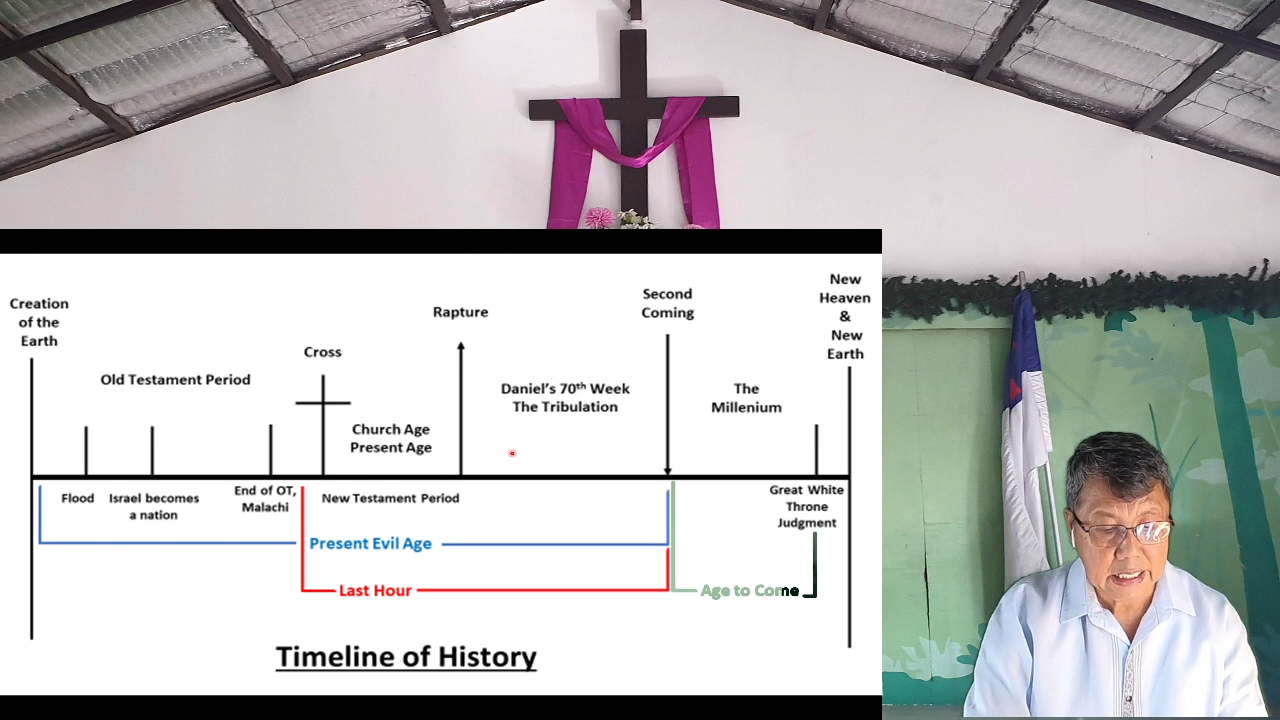 Creation
of the
Earth
Old Testament Period
Cross
Church Age
Present Age
Rapture
Daniel's 70th Week
The Tribulation
Second
Coming
The
Millenium
New
Heaven
&
New
Earth
Flood
Israel becomes
a nation
End of OT,
Malachi
New Testament Period
Great White
Throne
Judgment
Present Evil Age
Last Hour
Age to Come
Timeline of History